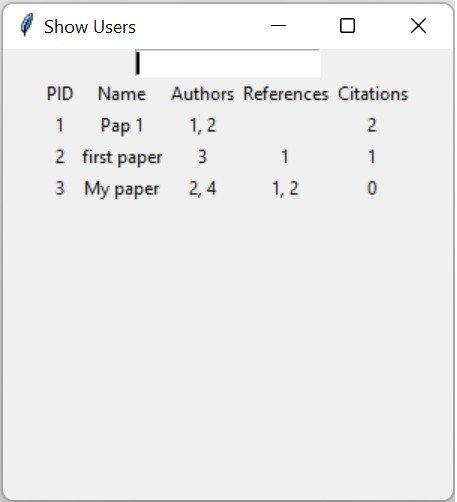 Show Users
PID Name Authors References Citations
1 Pap 1 1, 2 2
2 first paper 3 1 1
3 My paper 2, 4 1, 2 0